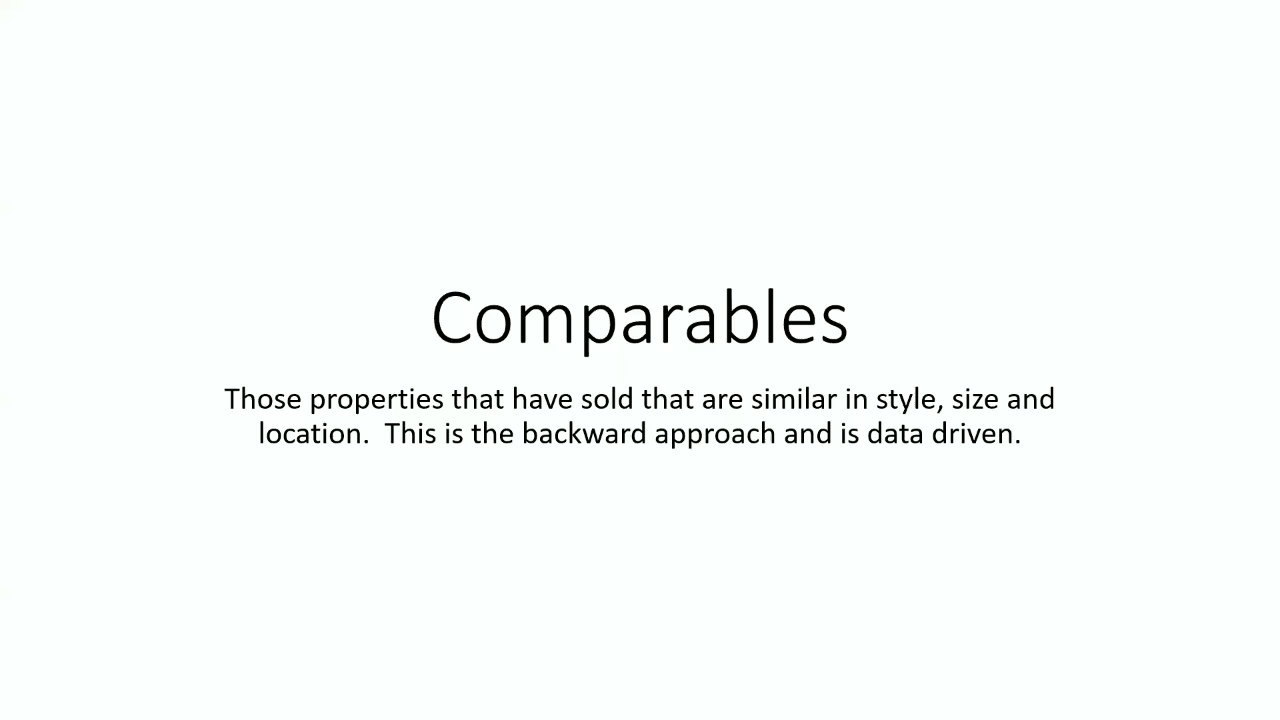 Comparables
Those properties that have sold that are similar in style, size and
location.  This is the backward approach and is data driven.